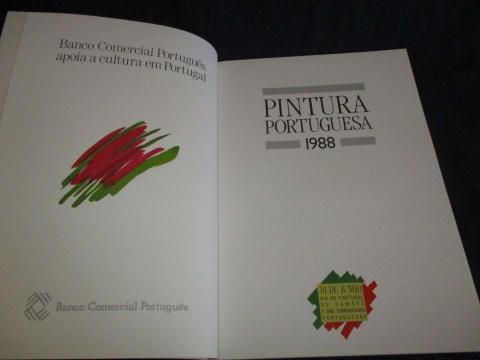 Banco Comercial Português
apoia a cultura em Portugal
Banco Comercial Português
PINTURA
PORTUGUESA
1988
10 DE JUNHO
DIA DE PORTUGAL
DE CAMÕES
E DAS COMUNIDADES
PORTUGUESAS